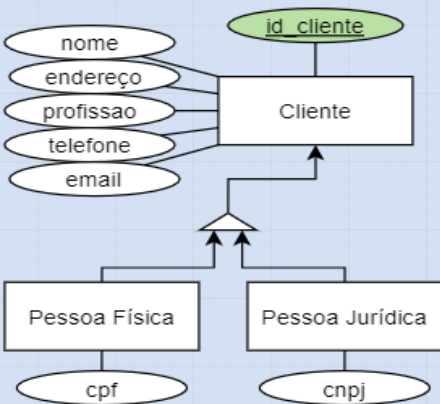 id_cliente
nome
endereço
profissao
telefone
email
Cliente
Pessoa Física
Pessoa Jurídica
cpf
cnpj